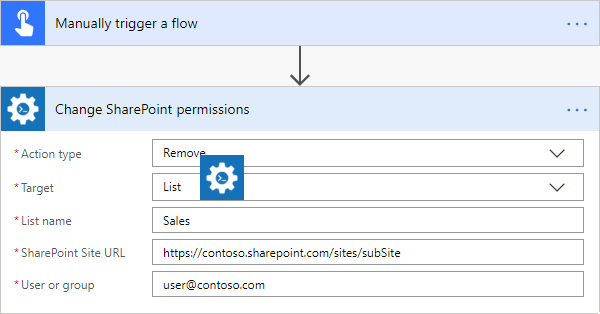 Manually trigger a flow
Change SharePoint permissions
* Action type Remove
* Target List
* List name Sales
* SharePoint Site URL https://contoso.sharepoint.com/sites/subSite
* User or group user@contoso.com